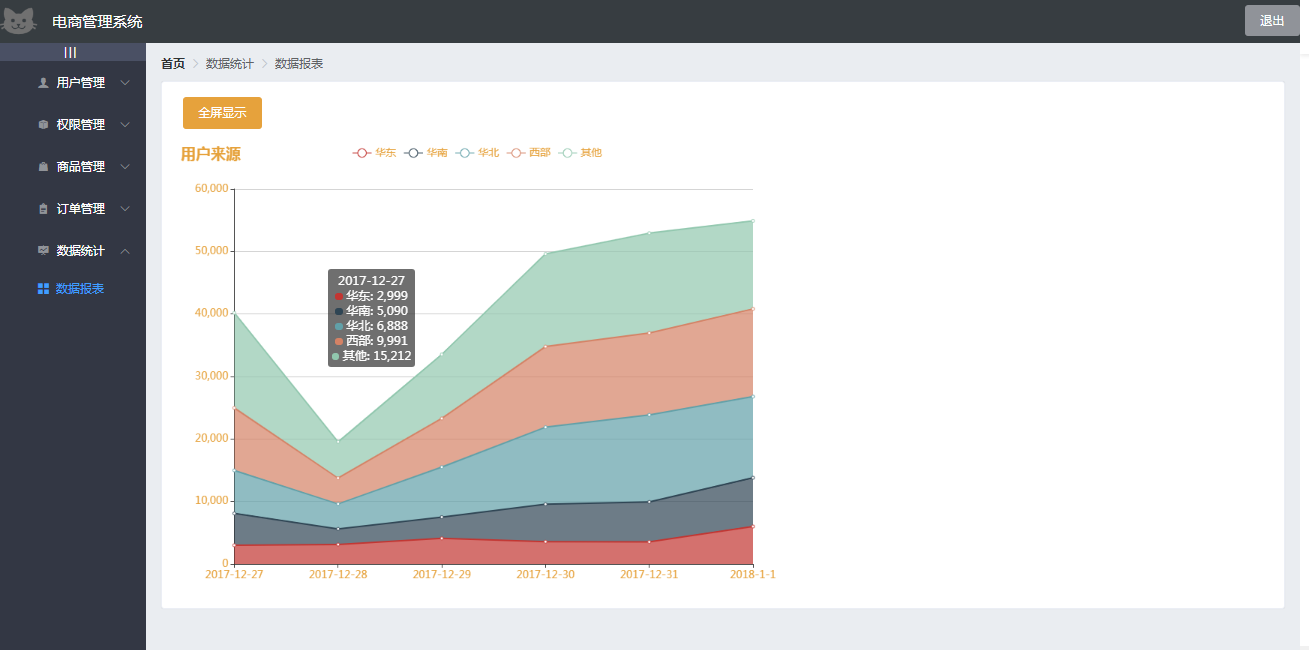 电商管理系统
退出
|||
用户管理
权限管理
商品管理
订单管理
数据统计
数据报表
首页 > 数据统计 > 数据报表
全屏显示
用户来源
华东 华南 华北 西部 其他
60,000
50,000
40,000
30,000
20,000
10,000
0
2017-12-27
华东: 2,999
华南: 5,090
华北: 6,888
西部: 9,991
其他: 15,212
2017-12-27 2017-12-28 2017-12-29 2017-12-30 2017-12-31 2018-1-1